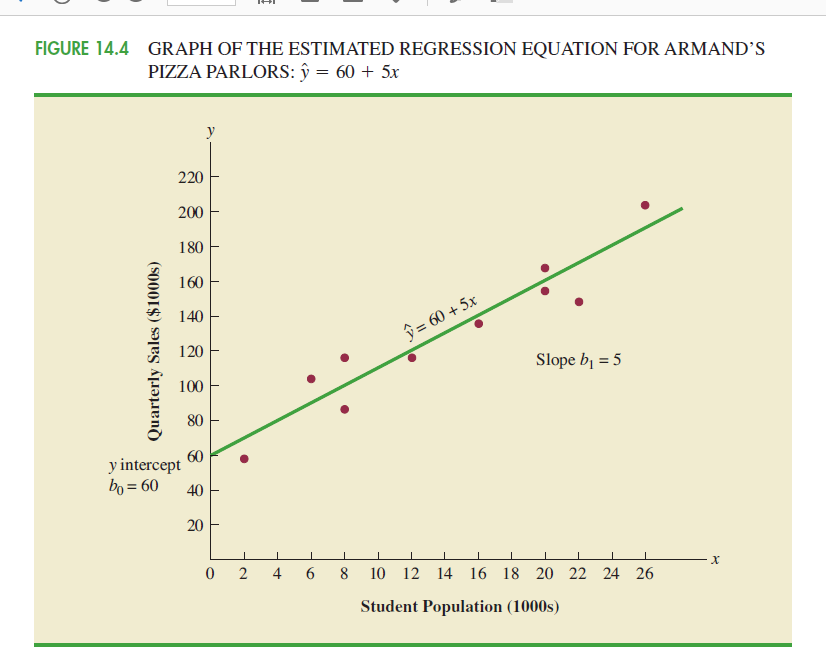 FIGURE 14.4 GRAPH OF THE ESTIMATED REGRESSION EQUATION FOR ARMAND’S
PIZZA PARLORS: ŷ = 60 + 5x
y
220
200
180
160
140
120
100
80
60
40
20
Quarterly Sales ($1000s)
ŷ = 60 + 5x
Slope b₁ = 5
y intercept
b₀ = 60
0 2 4 6 8 10 12 14 16 18 20 22 24 26
x
Student Population (1000s)